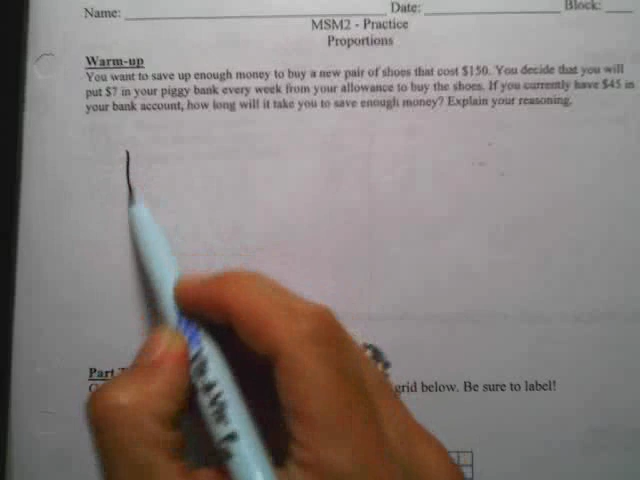 Name: Date: Block:
MSM2 - Practice
Proportions
Warm-up
You want to save up enough money to buy a new pair of shoes that cost $150. You decide that you will
put $7 in your piggy bank every week from your allowance to buy the shoes. If you currently have $45 in
your bank account, how long will it take you to save enough money? Explain your reasoning.
Part
grid below. Be sure to label!